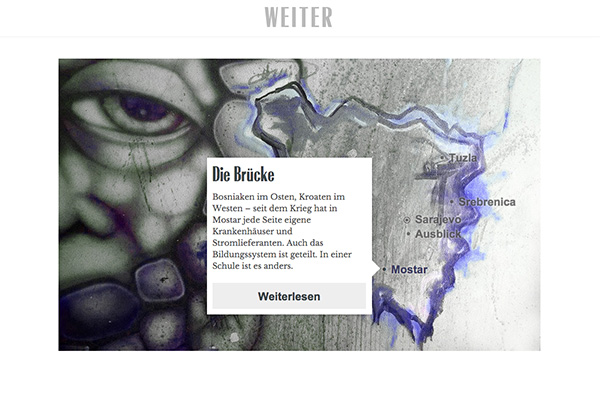 WEITER
Tuzla
Srebrenica
Sarajevo
Ausblick
Mostar
Die Brücke
Bosniaken im Osten, Kroaten im
Westen – seit dem Krieg hat in
Mostar jede Seite eigene
Krankenhäuser und
Stromlieferanten. Auch das
Bildungssystem ist geteilt. In einer
Schule ist es anders.
Weiterlesen